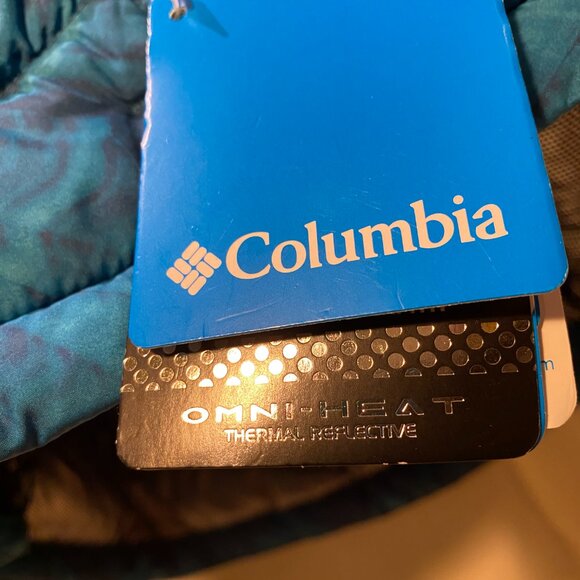 Columbia
OMNI-HEAT
THERMAL REFLECTIVE